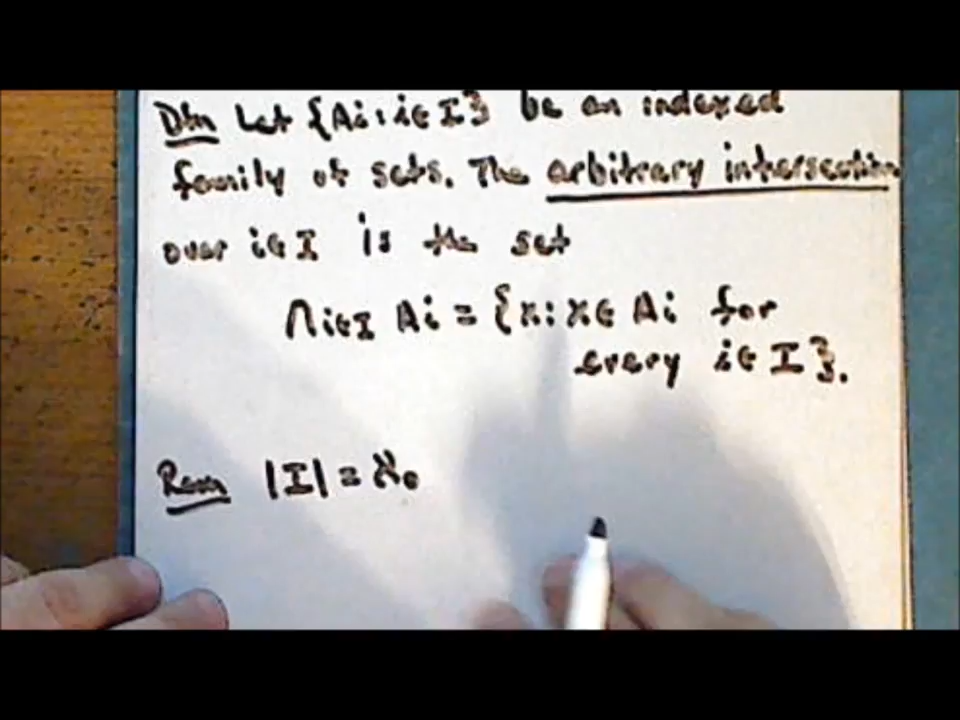 Dfn Let {Ai : i∈I} be an indexed
family of sets. The arbitrary intersection
over i∈I is the set
∩i∈I Ai = {x : x∈ Ai for
every i∈I}.
Rem |I| = ℵ₀